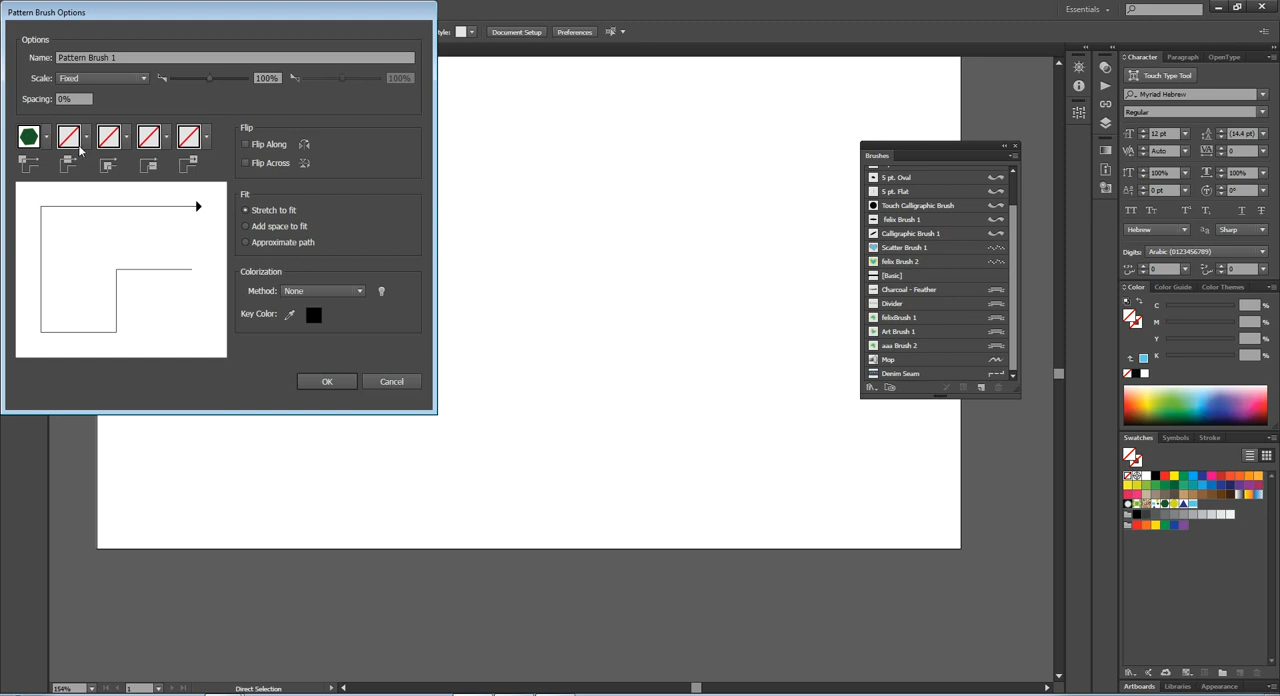 Pattern Brush Options
Essentials
Options
Name: Pattern Brush 1
Scale: Fixed 100% 100%
Spacing: 0%
Flip
Flip Along
Flip Across
Fit
Stretch to fit
Add space to fit
Approximate path
Colorization
Method: None
Key Color:
OK Cancel
Document Setup Preferences
Brushes
5 pt. Oval
5 pt. Flat
Touch Calligraphic Brush
felix Brush 1
Calligraphic Brush 1
Scatter Brush 1
felix Brush 2
[Basic]
Charcoal - Feather
Divider
felixBrush 1
Art Brush 1
aaa Brush 2
Mop
Denim Seam
Character Paragraph OpenType
Touch Type Tool
Myriad Hebrew
Regular
12 pt (14.4 pt)
Auto 0
100% 100%
0 pt 0°
Hebrew Sharp
Digits: Arabic (0123456789)
0 0
Color Color Guide Color Themes
C %
M %
Y %
K %
Swatches Symbols Stroke
Artboards Libraries Appearance
154% 1 Direct Selection